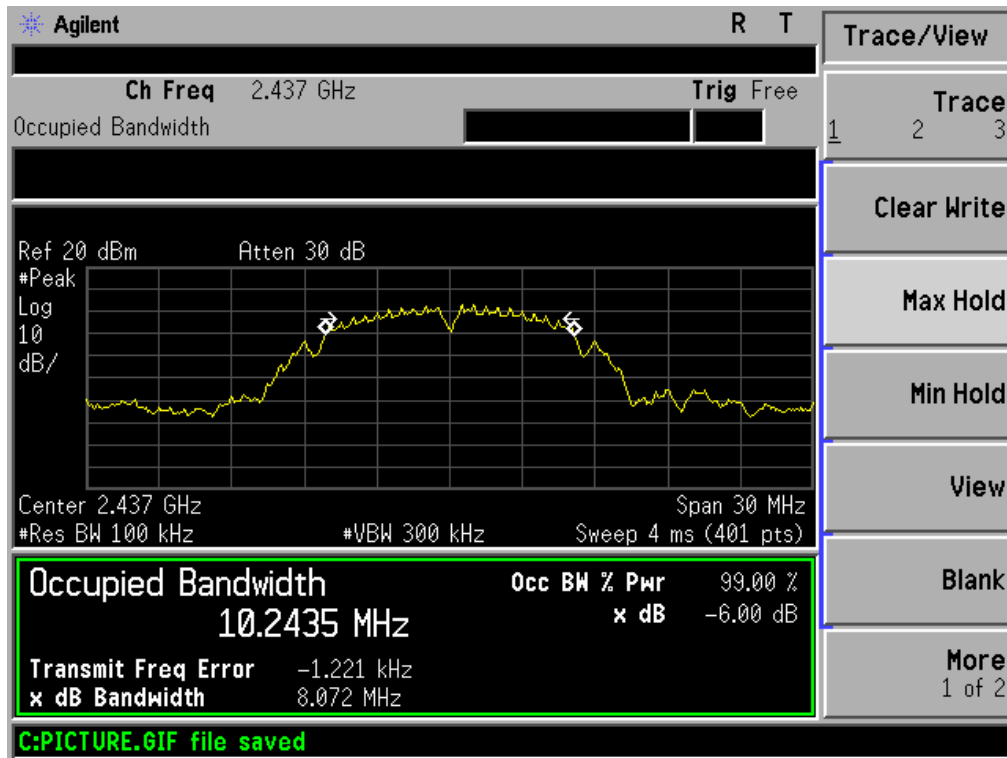 Agilent
R T
Trace/View
Ch Freq 2.437 GHz
Trig Free
Occupied Bandwidth
Trace
1 2 3
Clear Write
Max Hold
Min Hold
View
Blank
More
1 of 2
Ref 20 dBm
Atten 30 dB
#Peak
Log
10
dB/
Center 2.437 GHz
Span 30 MHz
#Res BW 100 kHz
#VBW 300 kHz
Sweep 4 ms (401 pts)
Occupied Bandwidth
10.2435 MHz
Occ BW % Pwr 99.00 %
x dB -6.00 dB
Transmit Freq Error -1.221 kHz
x dB Bandwidth 8.072 MHz
C:PICTURE.GIF file saved